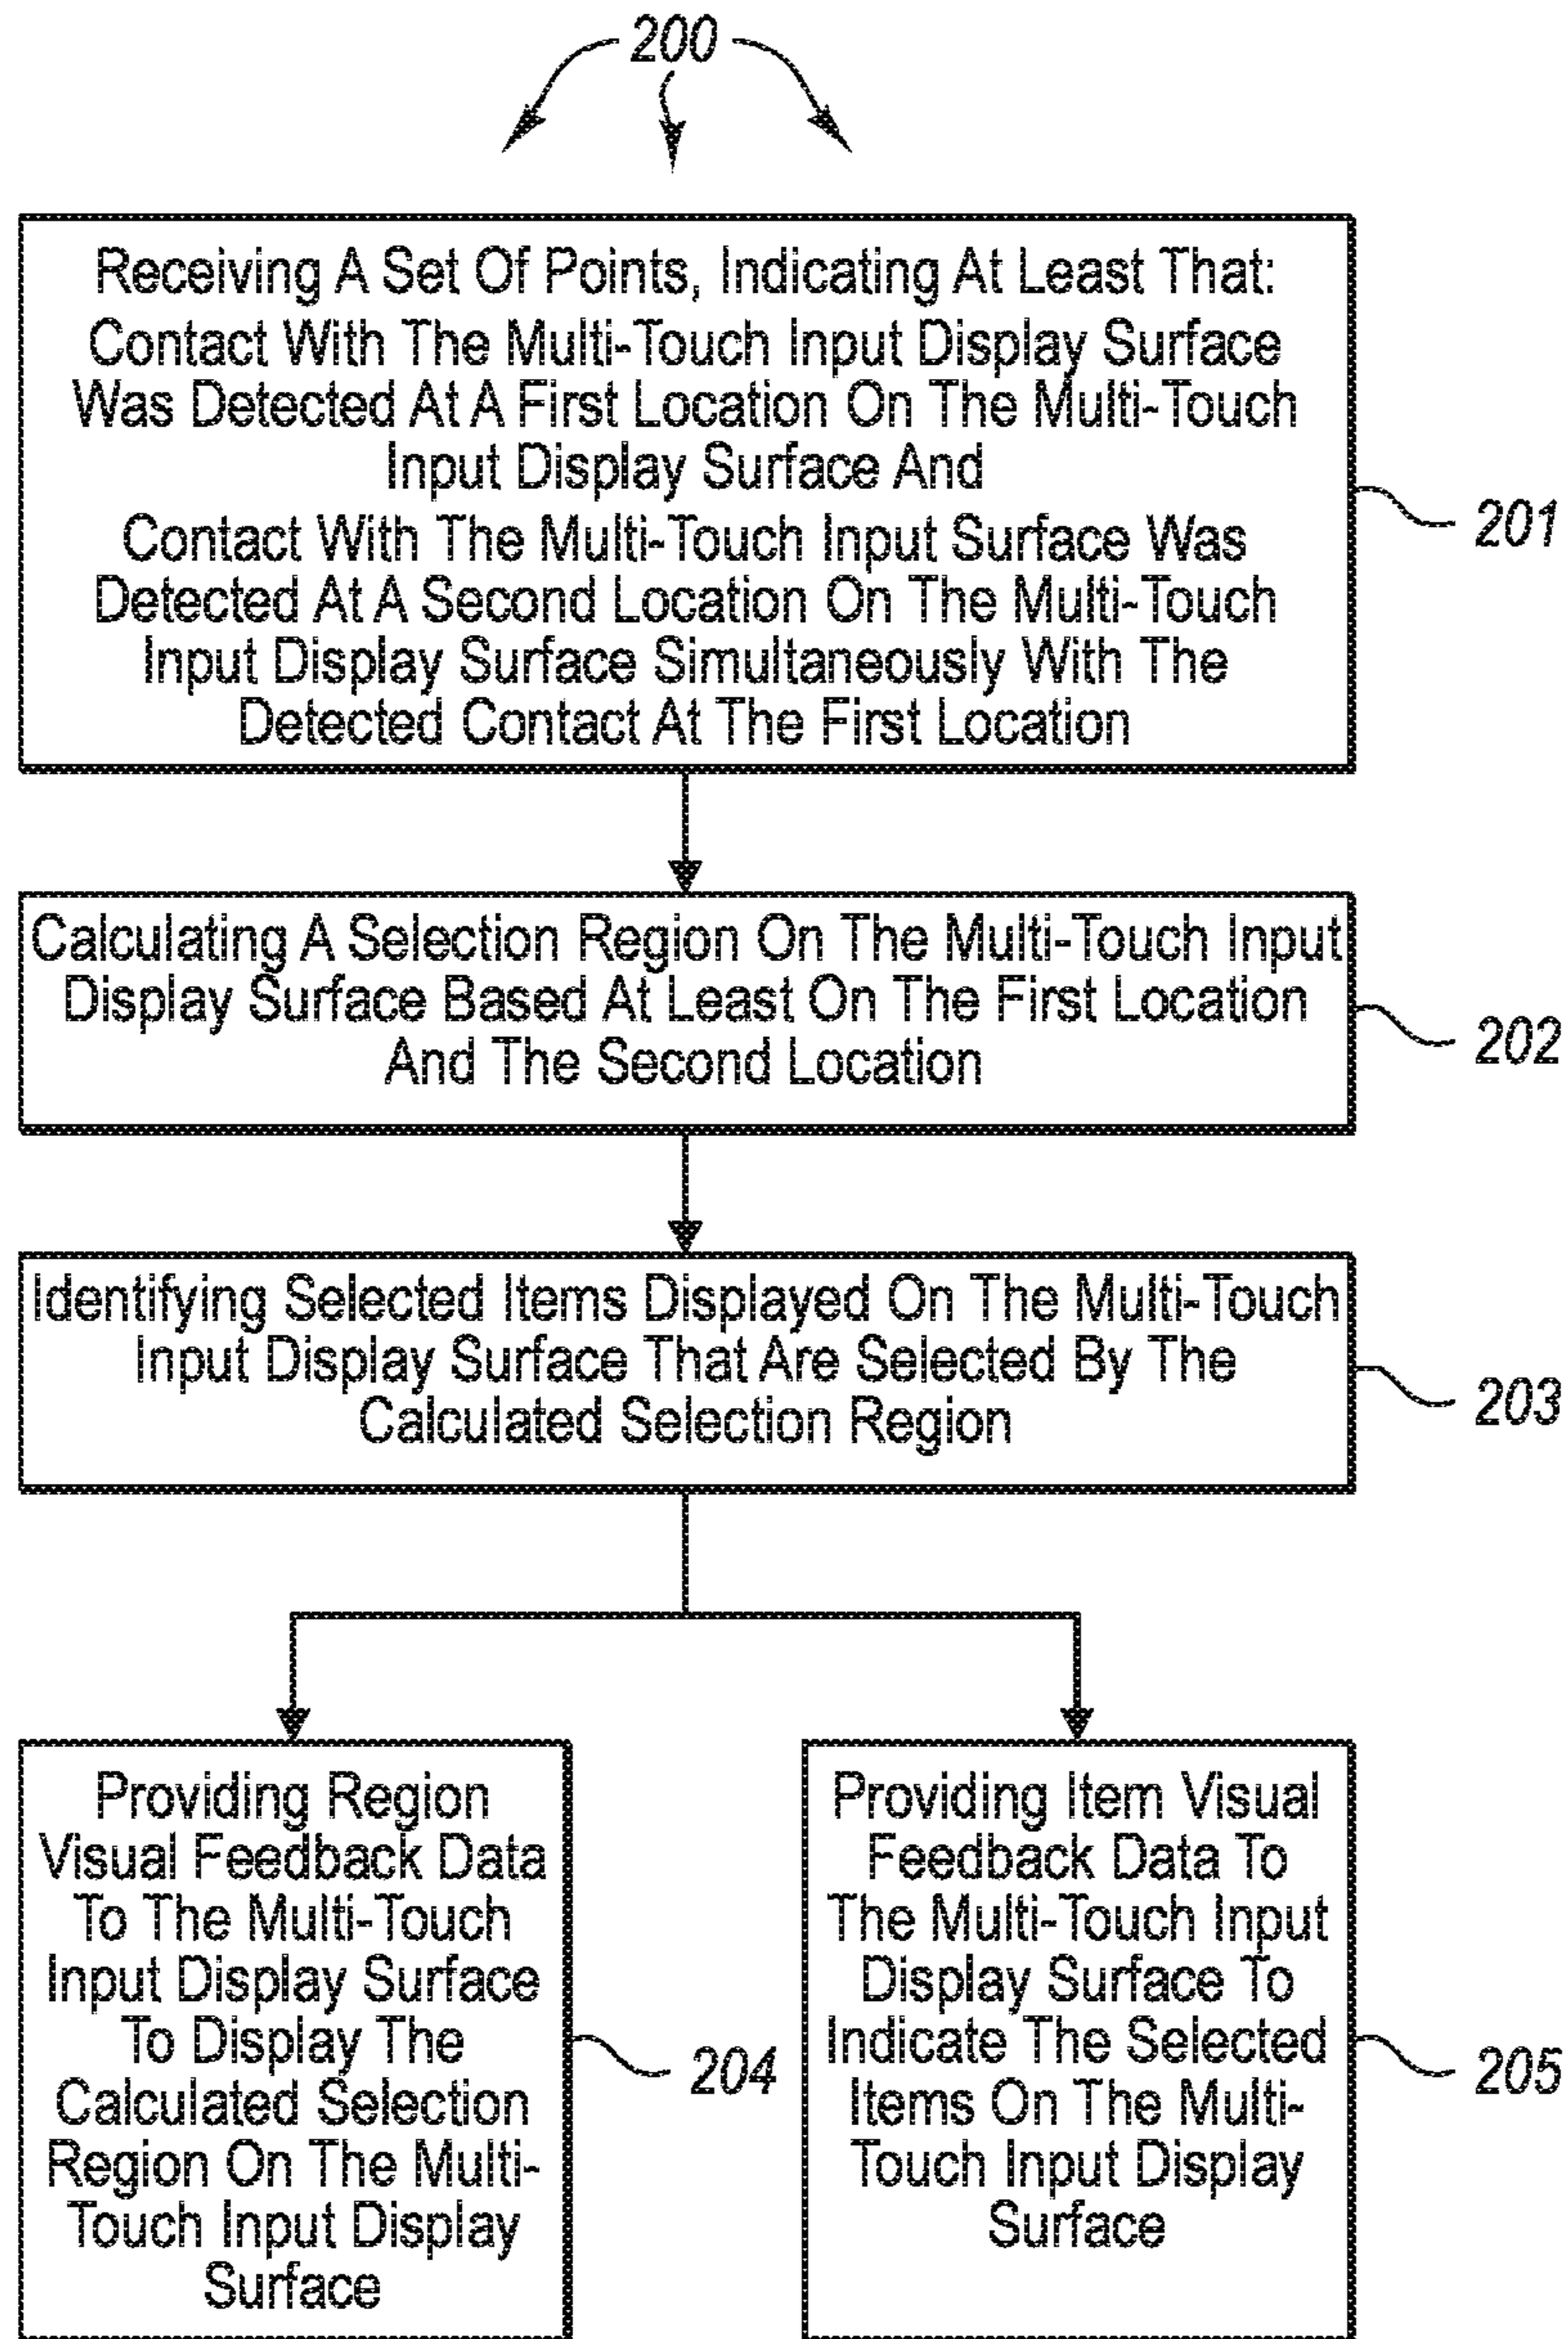 200
Receiving A Set Of Points, Indicating At Least That:
Contact With The Multi-Touch Input Display Surface
Was Detected At A First Location On The Multi-Touch
Input Display Surface And
Contact With The Multi-Touch Input Surface Was
Detected At A Second Location On The Multi-Touch
Input Display Surface Simultaneously With The
Detected Contact At The First Location
201
Calculating A Selection Region On The Multi-Touch Input
Display Surface Based At Least On The First Location
And The Second Location
202
Identifying Selected Items Displayed On The Multi-Touch
Input Display Surface That Are Selected By The
Calculated Selection Region
203
Providing Region
Visual Feedback Data
To The Multi-Touch
Input Display Surface
To Display The
Calculated Selection
Region On The Multi-
Touch Input Display
Surface
204
Providing Item Visual
Feedback Data To
The Multi-Touch Input
Display Surface To
Indicate The Selected
Items On The Multi-
Touch Input Display
Surface
205